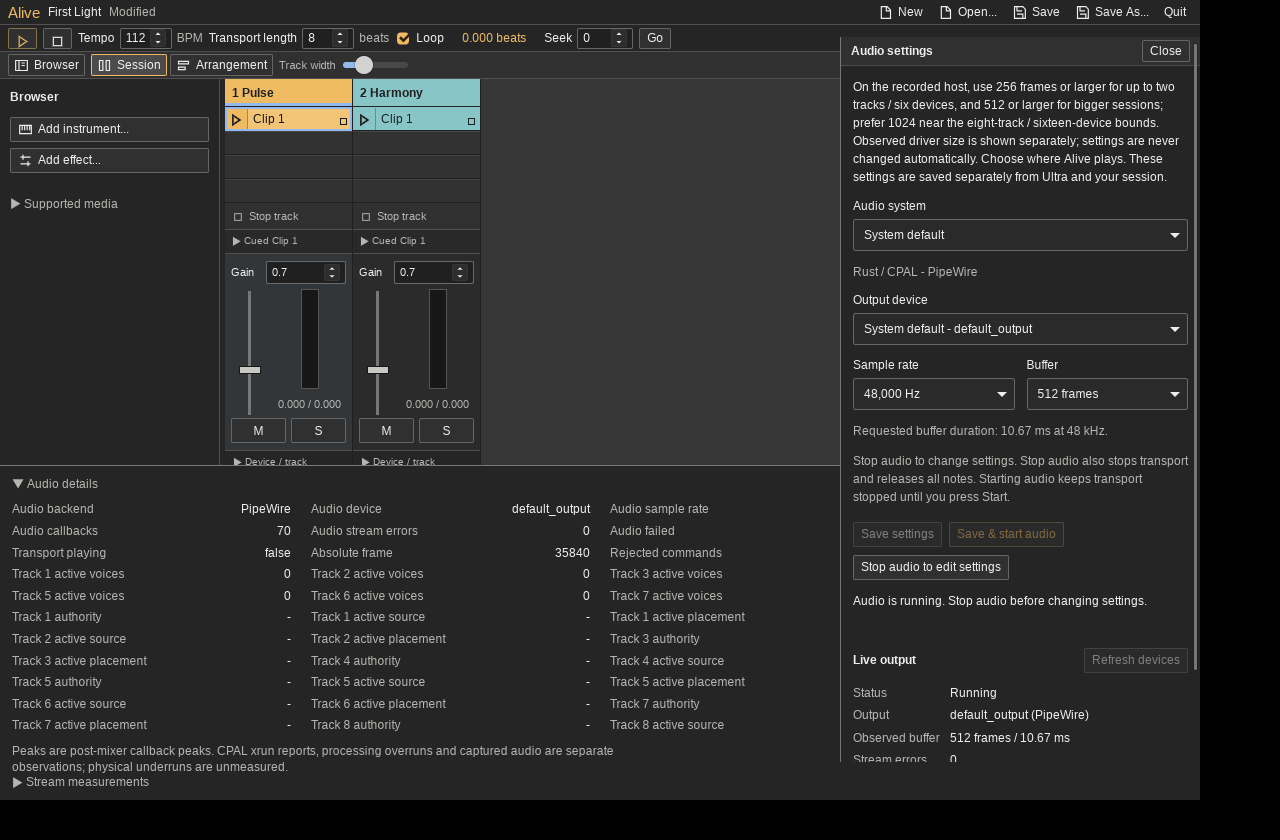 Alive First Light Modified New Open... Save Save As... Quit
Tempo 112 BPM Transport length 8 beats Loop 0.000 beats Seek 0 Go
Browser Session Arrangement Track width
Browser
Add instrument...
Add effect...
Supported media
1 Pulse 2 Harmony
Clip 1 Clip 1
Stop track Stop track
Cued Clip 1 Cued Clip 1
Gain 0.7 Gain 0.7
0.000 / 0.000 0.000 / 0.000
M S M S
Device / track Device / track
Audio details
Audio backend PipeWire Audio device default_output Audio sample rate
Audio callbacks 70 Audio stream errors 0 Audio failed
Transport playing false Absolute frame 35840 Rejected commands
Track 1 active voices 0 Track 2 active voices 0 Track 3 active voices
Track 5 active voices 0 Track 6 active voices 0 Track 7 active voices
Track 1 authority - Track 1 active source - Track 1 active placement
Track 2 active source - Track 2 active placement - Track 3 authority
Track 3 active placement - Track 4 authority - Track 4 active source
Track 5 authority - Track 5 active source - Track 5 active placement
Track 6 active source - Track 6 active placement - Track 7 authority
Track 7 active placement - Track 8 authority - Track 8 active source
Peaks are post-mixer callback peaks. CPAL xrun reports, processing overruns and captured audio are separate
observations; physical underruns are unmeasured.
Stream measurements
Audio settings Close
On the recorded host, use 256 frames or larger for up to two
tracks / six devices, and 512 or larger for bigger sessions;
prefer 1024 near the eight-track / sixteen-device bounds.
Observed driver size is shown separately; settings are never
changed automatically. Choose where Alive plays. These
settings are saved separately from Ultra and your session.
Audio system
System default
Rust / CPAL - PipeWire
Output device
System default - default_output
Sample rate Buffer
48,000 Hz 512 frames
Requested buffer duration: 10.67 ms at 48 kHz.
Stop audio to change settings. Stop audio also stops transport
and releases all notes. Starting audio keeps transport
stopped until you press Start.
Save settings Save & start audio
Stop audio to edit settings
Audio is running. Stop audio before changing settings.
Live output Refresh devices
Status Running
Output default_output (PipeWire)
Observed buffer 512 frames / 10.67 ms
Stream errors 0